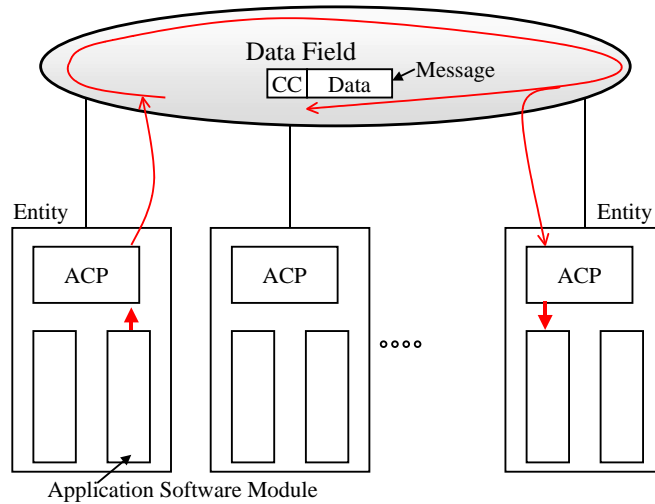 Data Field
Message
CC Data
Entity
Entity
ACP
ACP
ACP
Application Software Module